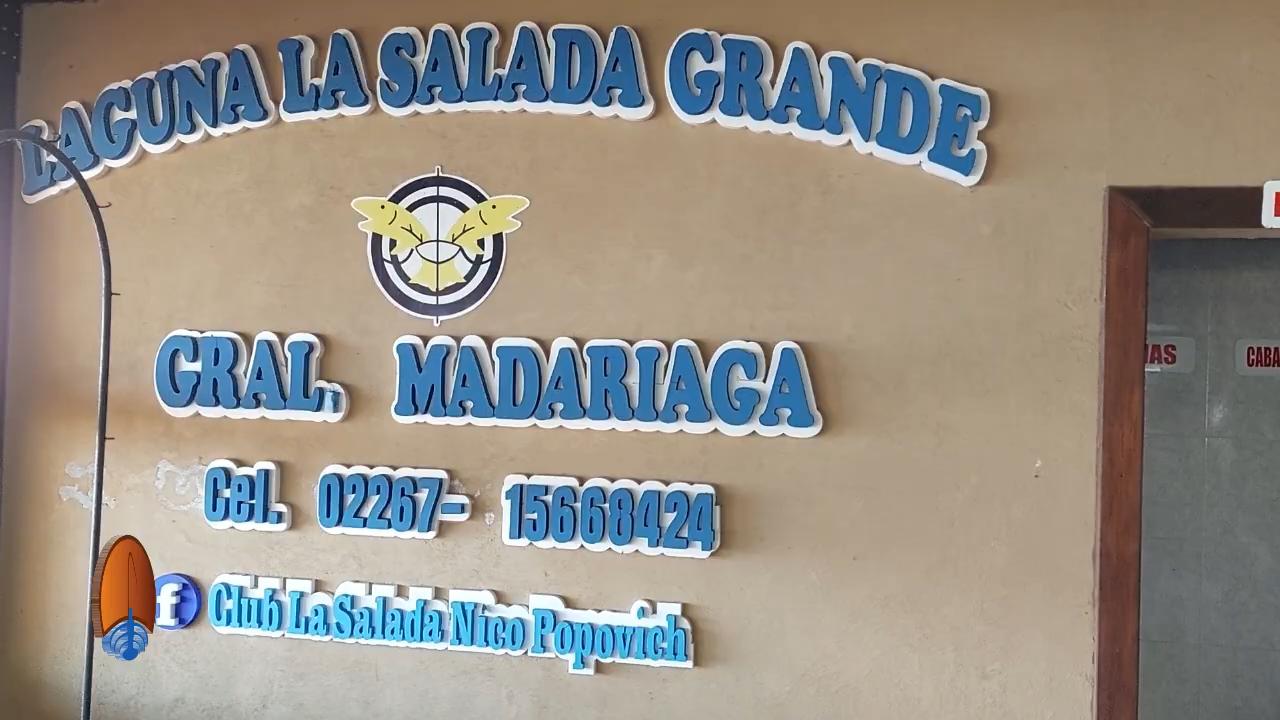 LAGUNA LA SALADA GRANDE
GRAL. MADARIAGA
Cel. 02267- 15668424
f Club La Salada Nico Popovich